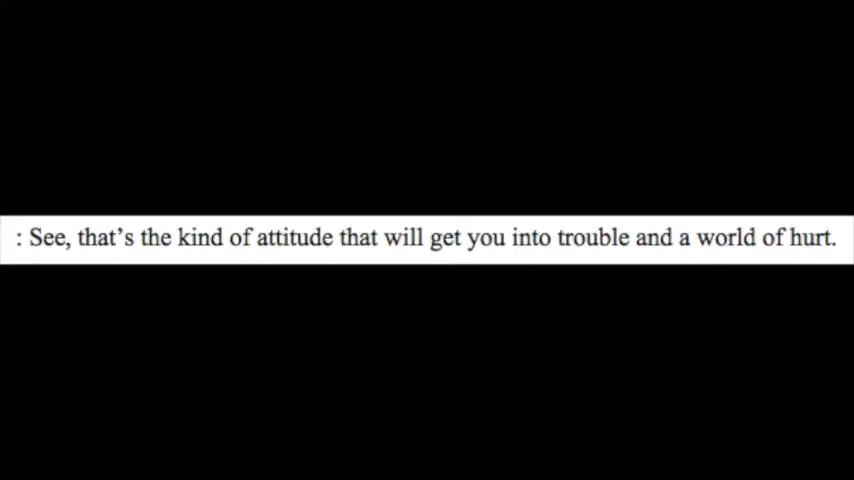 : See, that’s the kind of attitude that will get you into trouble and a world of hurt.